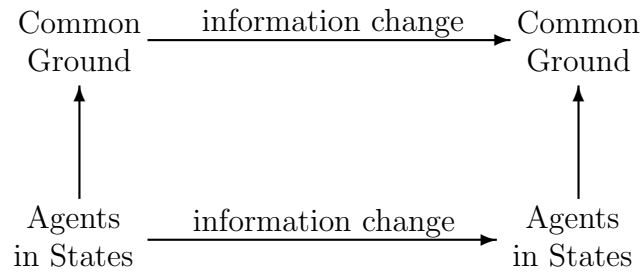 Common
Ground
information change
Common
Ground
Agents
in States
information change
Agents
in States